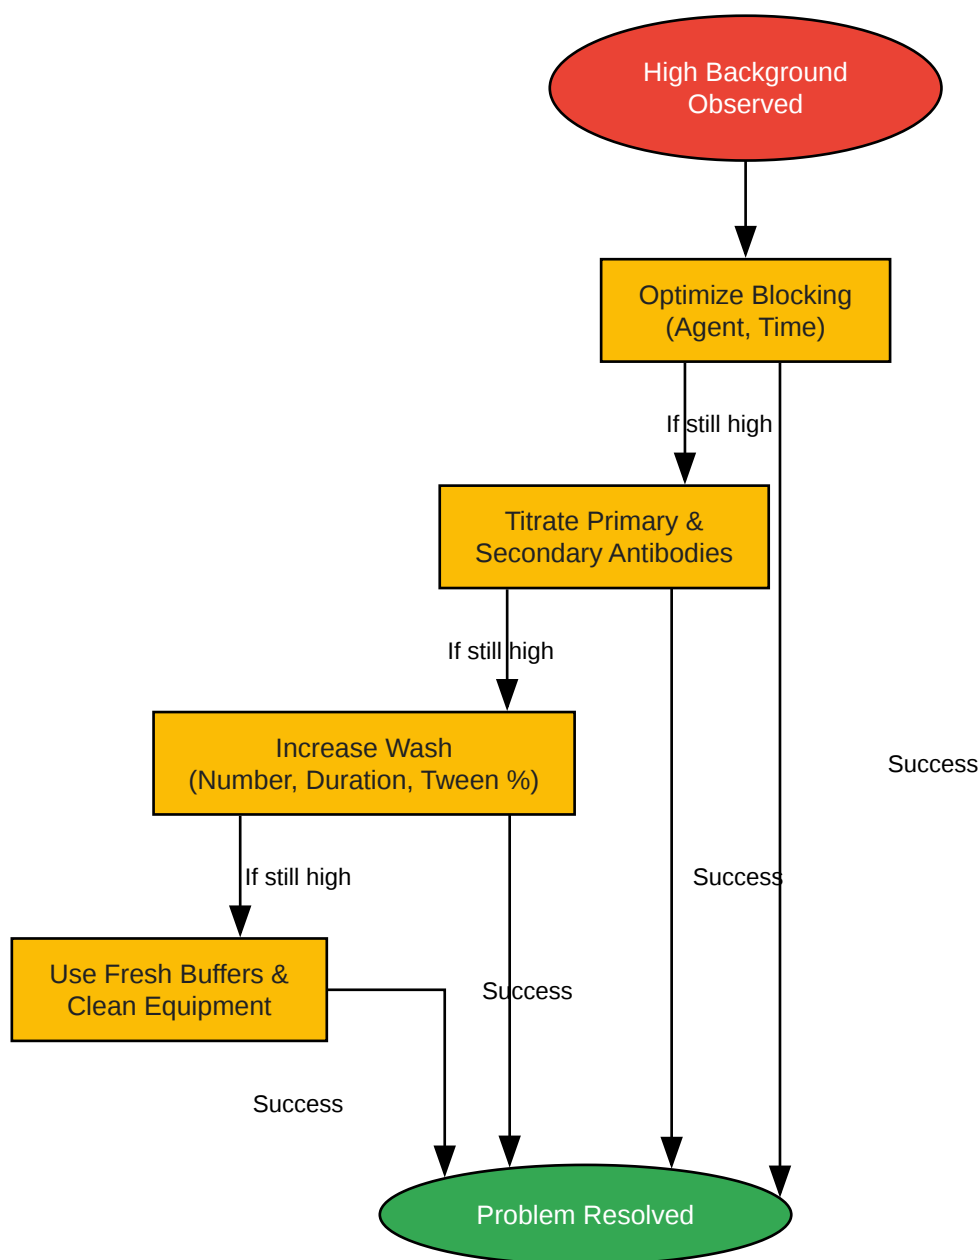 High Background
Observed
Optimize Blocking
(Agent, Time)
If still high
Titrate Primary &
Secondary Antibodies
If still high
Increase Wash
(Number, Duration, Tween %)
Success
If still high
Success
Use Fresh Buffers &
Clean Equipment
Success
Success
Problem Resolved